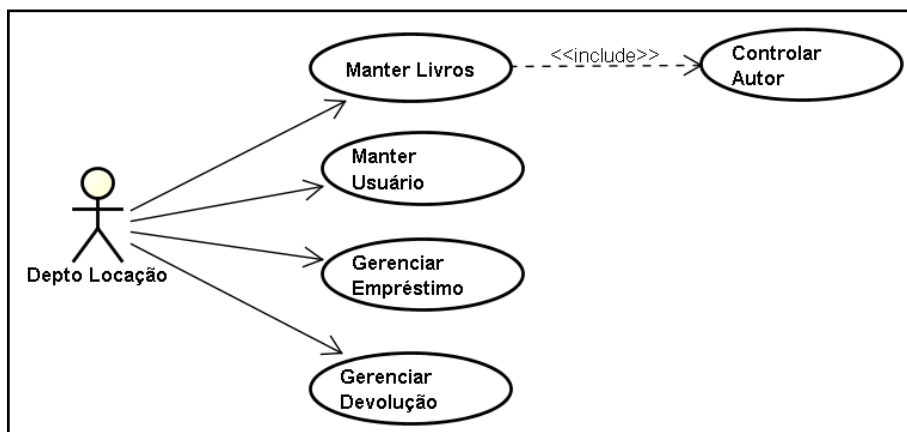 Manter Livros
<<include>>
Controlar
Autor
Manter
Usuário
Depto Locação
Gerenciar
Empréstimo
Gerenciar
Devolução